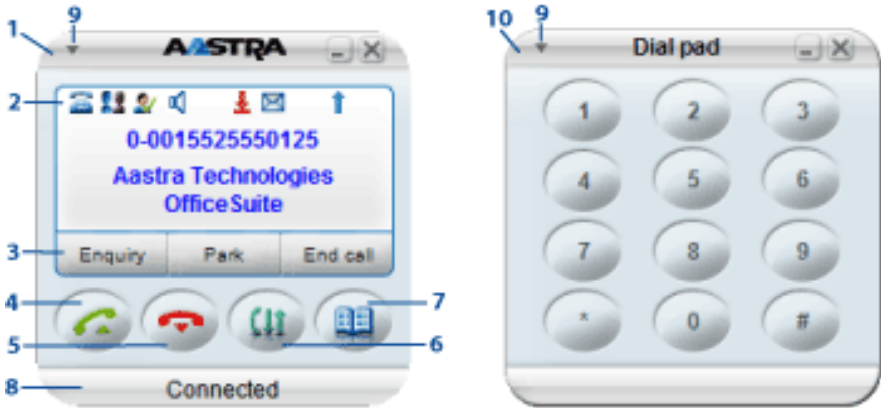 9
1
AASTRA
2
0-0015525550125
Aastra Technologies
OfficeSuite
3
Enquiry Park End call
4
7
5
6
8
Connected
10
9
Dial pad
1 2 3
4 5 6
7 8 9
* 0 #